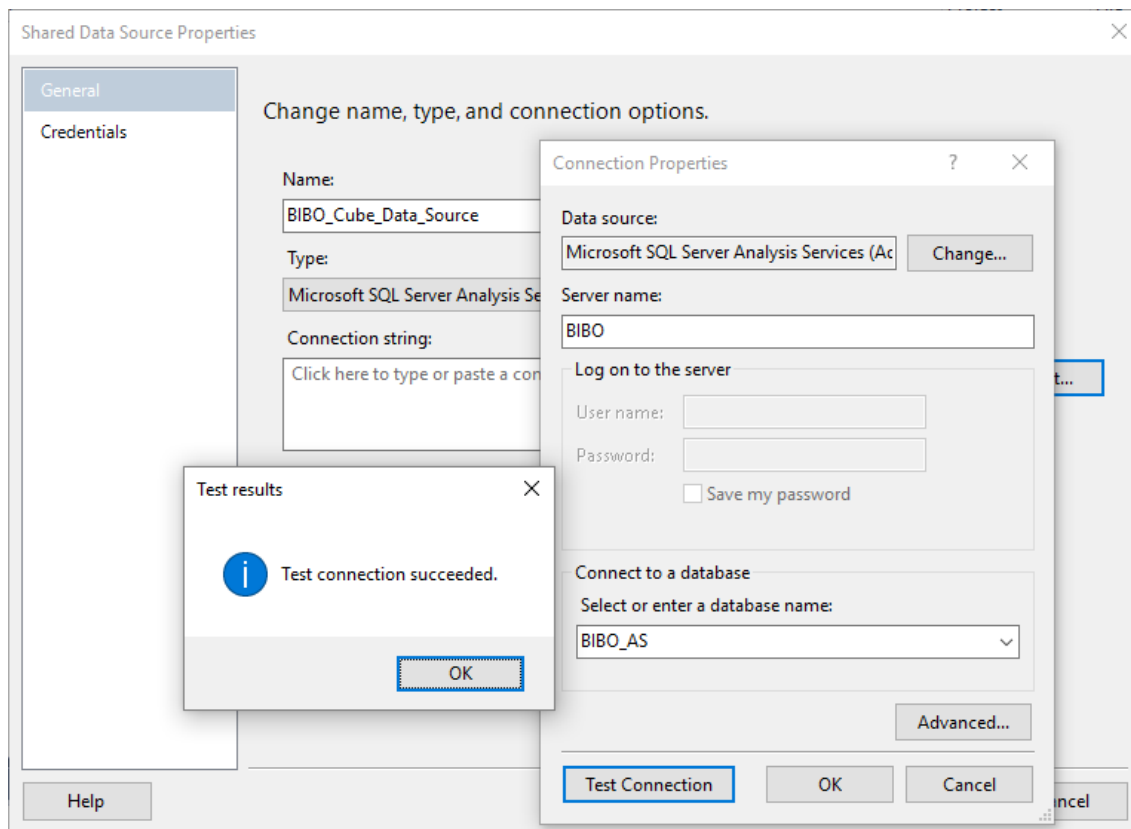 Shared Data Source Properties
General
Credentials
Change name, type, and connection options.
Name:
BIBO_Cube_Data_Source
Type:
Microsoft SQL Server Analysis Se
Connection string:
Click here to type or paste a con
t...
Connection Properties
?
Data source:
Microsoft SQL Server Analysis Services (Ac
Change...
Server name:
BIBO
Log on to the server
User name:
Password:
Save my password
Connect to a database
Select or enter a database name:
BIBO_AS
Advanced...
Test Connection
OK
Cancel
Test results
i
Test connection succeeded.
OK
Help
ncel